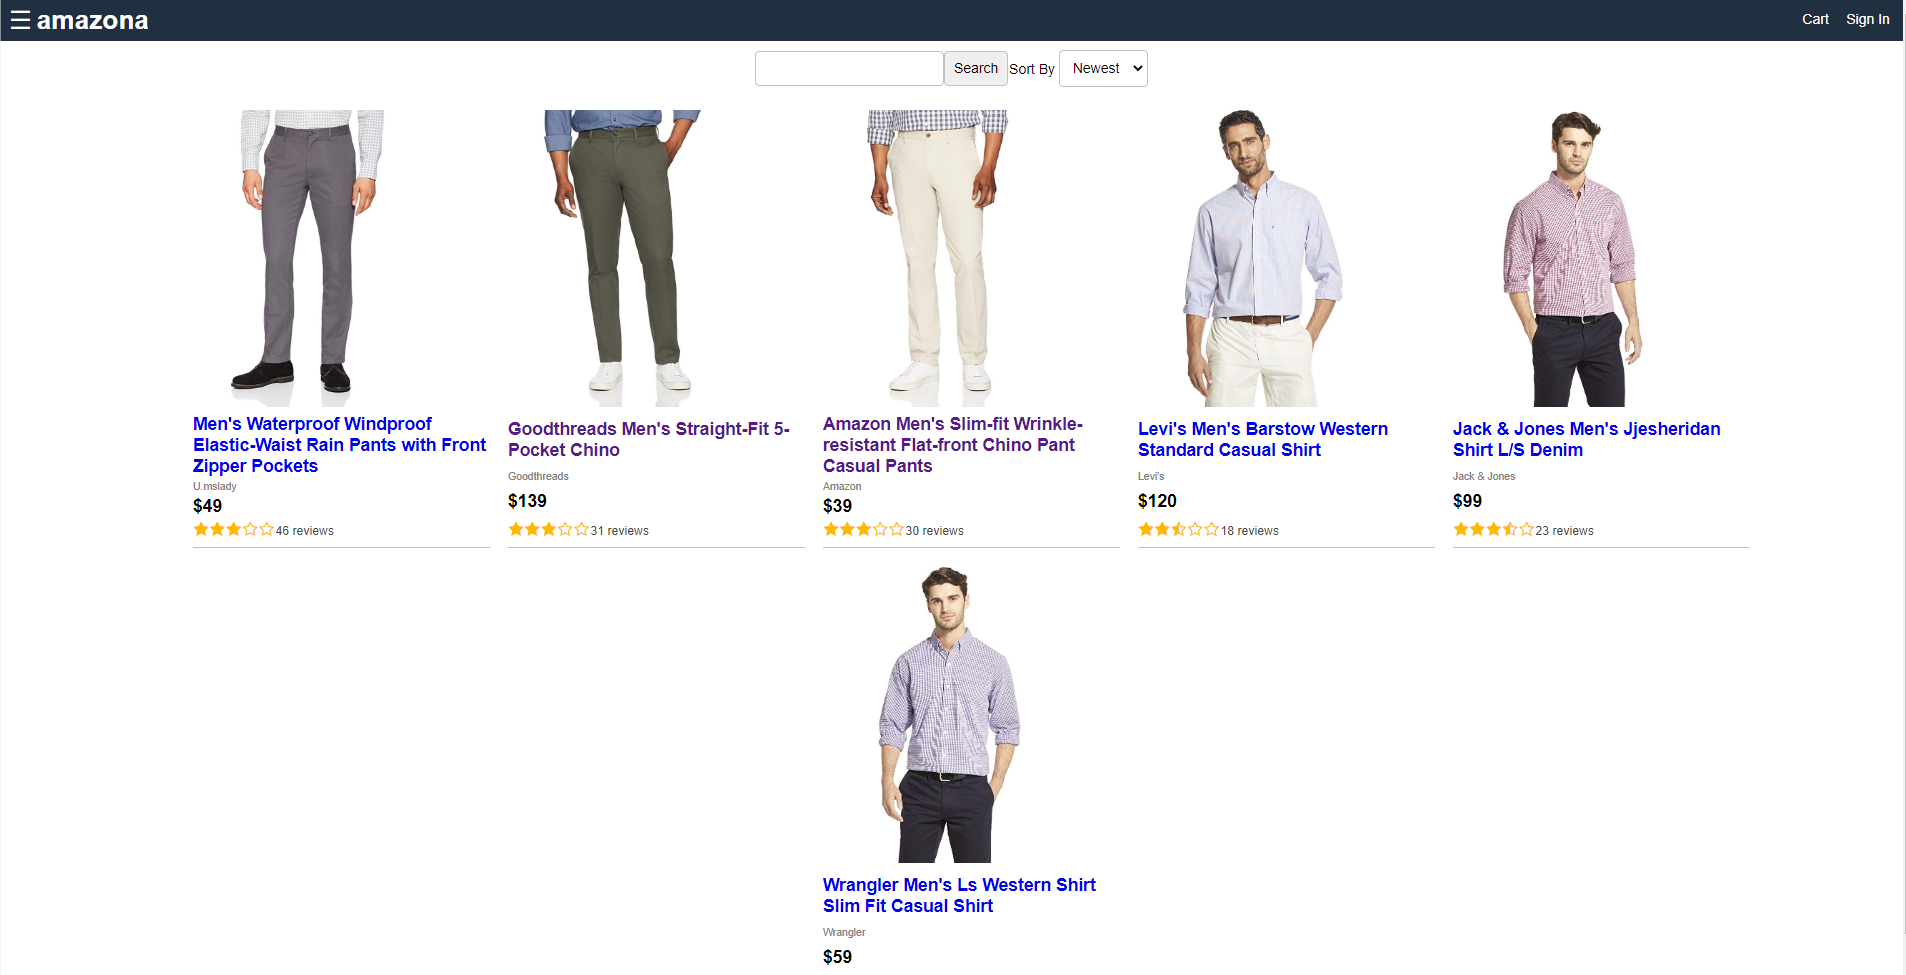 ☰ amazona
Cart Sign In
Search Sort By Newest
Men's Waterproof Windproof
Elastic-Waist Rain Pants with Front
Zipper Pockets
U.mslady
$49
46 reviews
Goodthreads Men's Straight-Fit 5-
Pocket Chino
Goodthreads
$139
31 reviews
Amazon Men's Slim-fit Wrinkle-
resistant Flat-front Chino Pant
Casual Pants
Amazon
$39
30 reviews
Levi's Men's Barstow Western
Standard Casual Shirt
Levi's
$120
18 reviews
Jack & Jones Men's Jjesheridan
Shirt L/S Denim
Jack & Jones
$99
23 reviews
Wrangler Men's Ls Western Shirt
Slim Fit Casual Shirt
Wrangler
$59